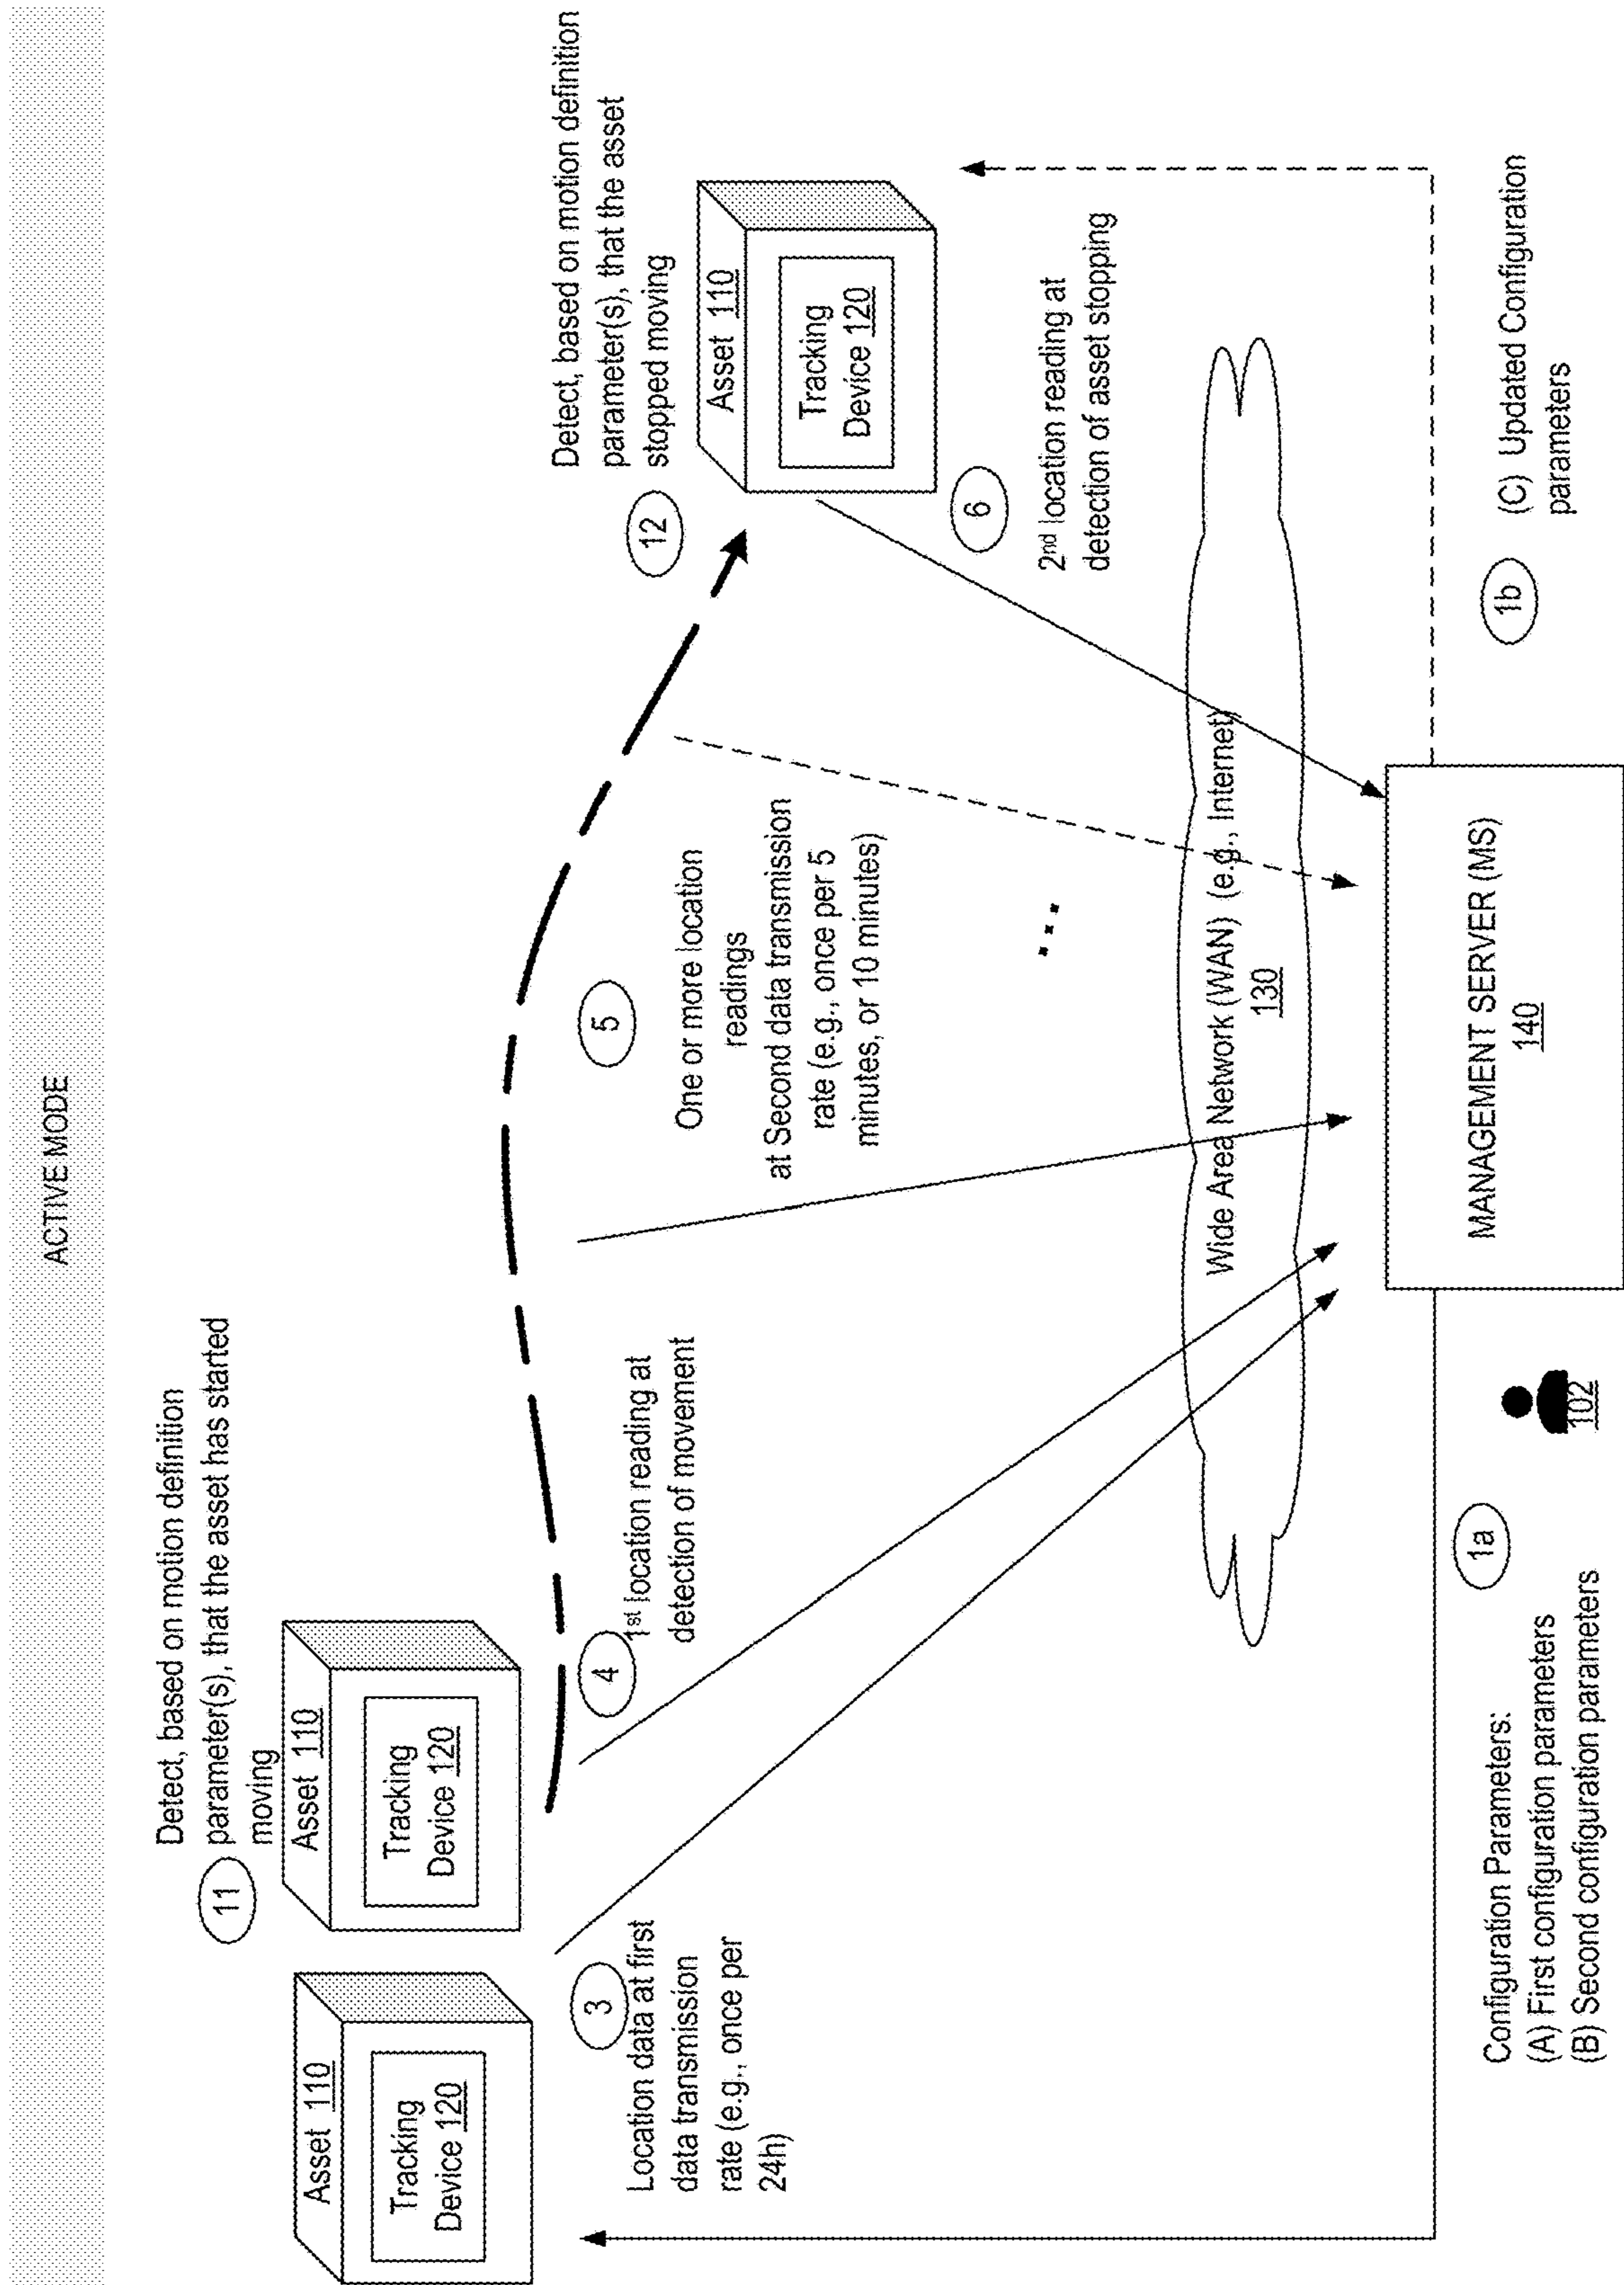 ACTIVE MODE
Detect, based on motion definition
parameter(s), that the asset has started
moving
11
Asset 110
Tracking
Device 120
Asset 110
Tracking
Device 120
Detect, based on motion definition
parameter(s), that the asset
stopped moving
12
Asset 110
Tracking
Device 120
3
Location data at first
data transmission
rate (e.g., once per
24h)
4
1st location reading at
detection of movement
5
One or more location
readings
at Second data transmission
rate (e.g., once per 5
minutes, or 10 minutes)
...
6
2nd location reading at
detection of asset stopping
Wide Area Network (WAN) (e.g., Internet)
130
MANAGEMENT SERVER (MS)
140
102
1a
Configuration Parameters:
(A) First configuration parameters
(B) Second configuration parameters
1b
(C) Updated Configuration
parameters